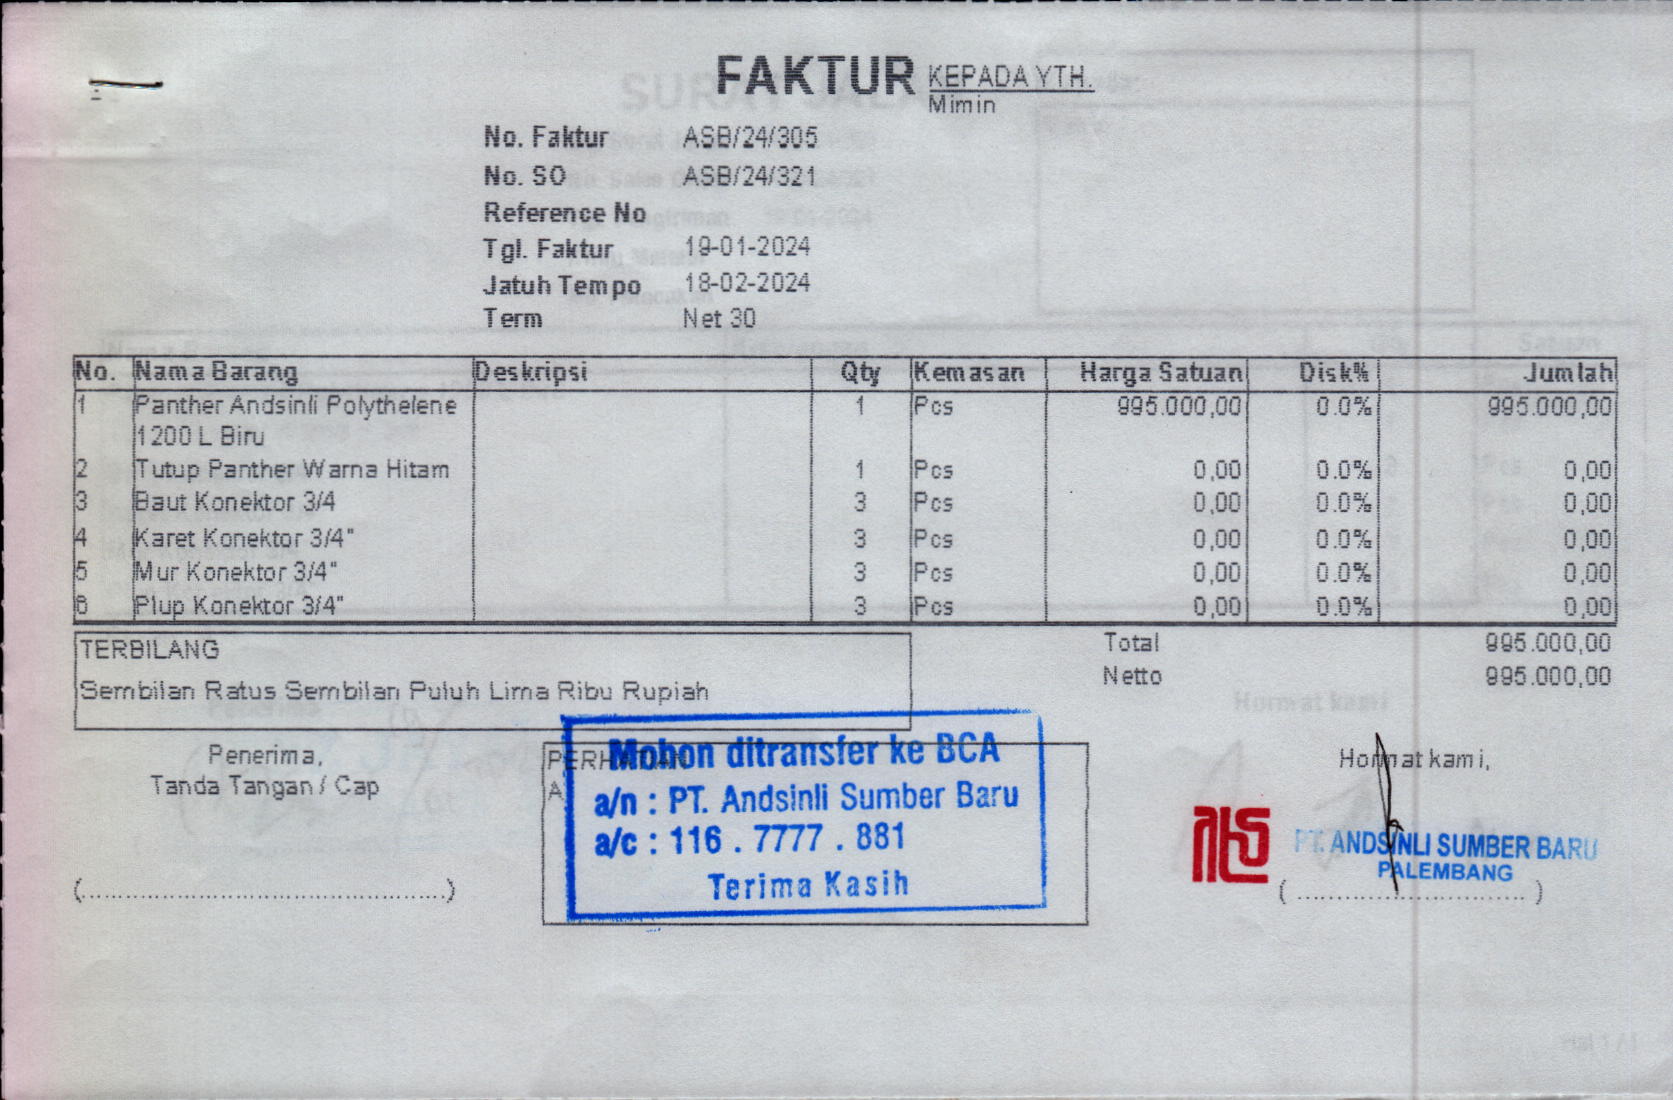 FAKTUR
KEPADA YTH.
Mimin
No. Faktur ASB/24/305
No. SO ASB/24/321
Reference No
Tgl. Faktur 19-01-2024
Jatuh Tempo 18-02-2024
Term Net 30
No. Nama Barang Deskripsi Qty Kemasan Harga Satuan Disk% Jumlah
1 Panther Andsinli Polythelene 1 Pcs 995.000,00 0.0% 995.000,00
1200 L Biru
2 Tutup Panther Warna Hitam 1 Pcs 0,00 0.0% 0,00
3 Baut Konektor 3/4 3 Pcs 0,00 0.0% 0,00
4 Karet Konektor 3/4" 3 Pcs 0,00 0.0% 0,00
5 Mur Konektor 3/4" 3 Pcs 0,00 0.0% 0,00
6 Plup Konektor 3/4" 3 Pcs 0,00 0.0% 0,00
TERBILANG
Sembilan Ratus Sembilan Puluh Lima Ribu Rupiah
Total 995.000,00
Netto 995.000,00
Penerima,
Tanda Tangan / Cap
PERHATIAN
Mohon ditransfer ke BCA
a/n : PT. Andsinli Sumber Baru
a/c : 116 . 7777 . 881
Terima Kasih
Hormat kami,
PT. ANDSINLI SUMBER BARU
PALEMBANG